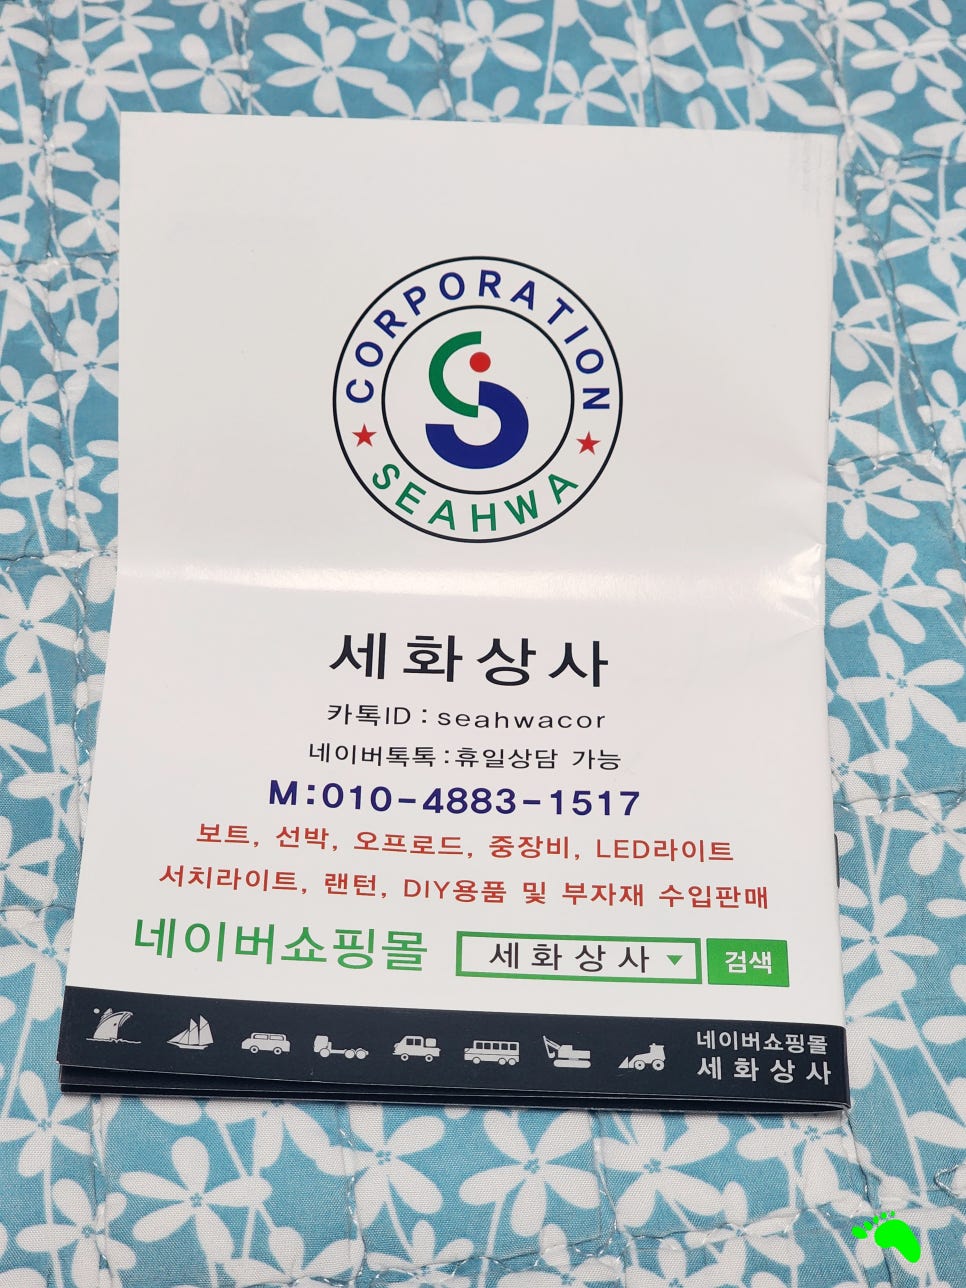 CORPORATION
SEAHWA
세화상사
카톡ID : seahwacor
네이버톡톡:휴일상담 가능
M:010-4883-1517
보트, 선박, 오프로드, 중장비, LED라이트
서치라이트, 랜턴, DIY용품 및 부자재 수입판매
네이버쇼핑몰 세화상사 검색
네이버쇼핑몰
세화상사